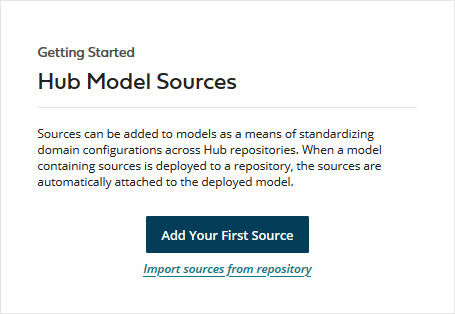 Getting Started
Hub Model Sources
Sources can be added to models as a means of standardizing
domain configurations across Hub repositories. When a model
containing sources is deployed to a repository, the sources are
automatically attached to the deployed model.
Add Your First Source
Import sources from repository